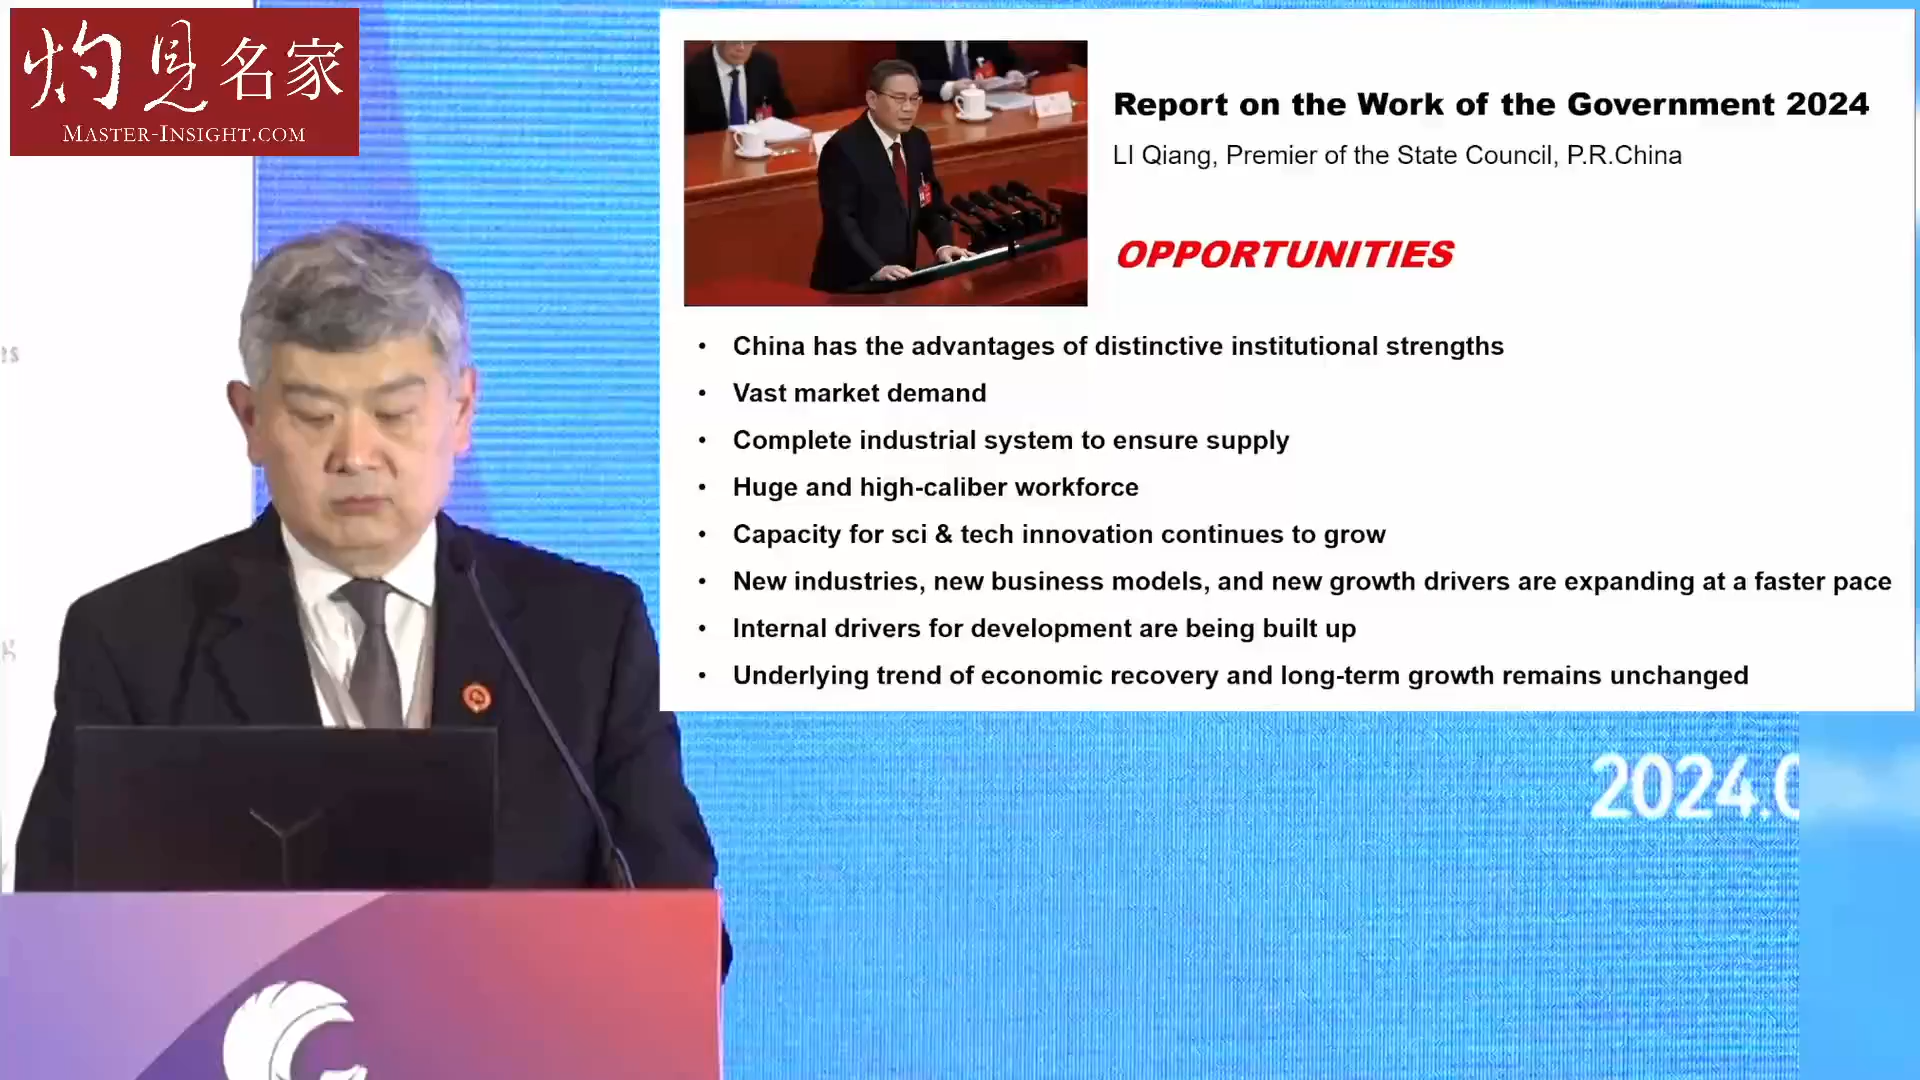 灼見名家
MASTER-INSIGHT.COM
Report on the Work of the Government 2024
LI Qiang, Premier of the State Council, P.R.China
OPPORTUNITIES
• China has the advantages of distinctive institutional strengths
• Vast market demand
• Complete industrial system to ensure supply
• Huge and high-caliber workforce
• Capacity for sci & tech innovation continues to grow
• New industries, new business models, and new growth drivers are expanding at a faster pace
• Internal drivers for development are being built up
• Underlying trend of economic recovery and long-term growth remains unchanged
2024.0